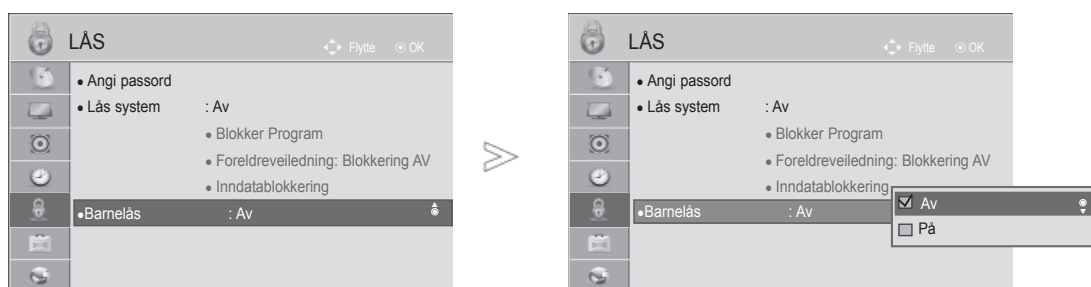 LÅS
Flytte OK
• Angi passord
• Lås system : Av
• Blokker Program
• Foreldreveiledning: Blokkering AV
• Inndatablokkering
•Barnelås : Av
LÅS
Flytte OK
• Angi passord
• Lås system : Av
• Blokker Program
• Foreldreveiledning: Blokkering AV
• Inndatablokkering
•Barnelås : Av
Av
På